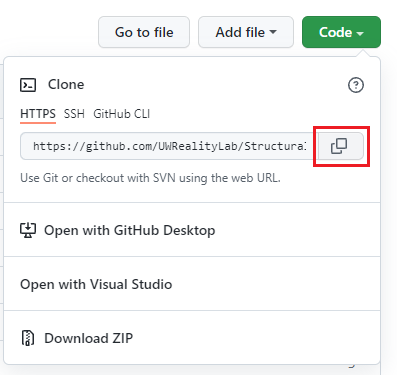 Go to file
Add file
Code
Clone
HTTPS SSH GitHub CLI
https://github.com/UWRealityLab/Structural
Use Git or checkout with SVN using the web URL.
Open with GitHub Desktop
Open with Visual Studio
Download ZIP